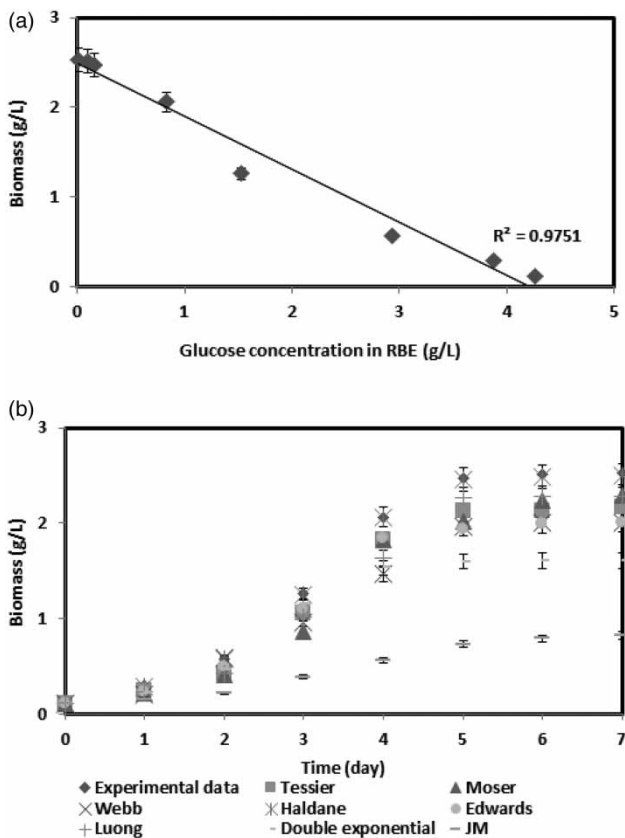 (a)
3
2
1
0
Biomass (g/L)
R² = 0.9751
0 1 2 3 4 5
Glucose concentration in RBE (g/L)
(b)
3
2
1
0
Biomass (g/L)
0 1 2 3 4 5 6 7
Time (day)
Experimental data Tessier Moser
Webb Haldane Edwards
Luong Double exponential JM